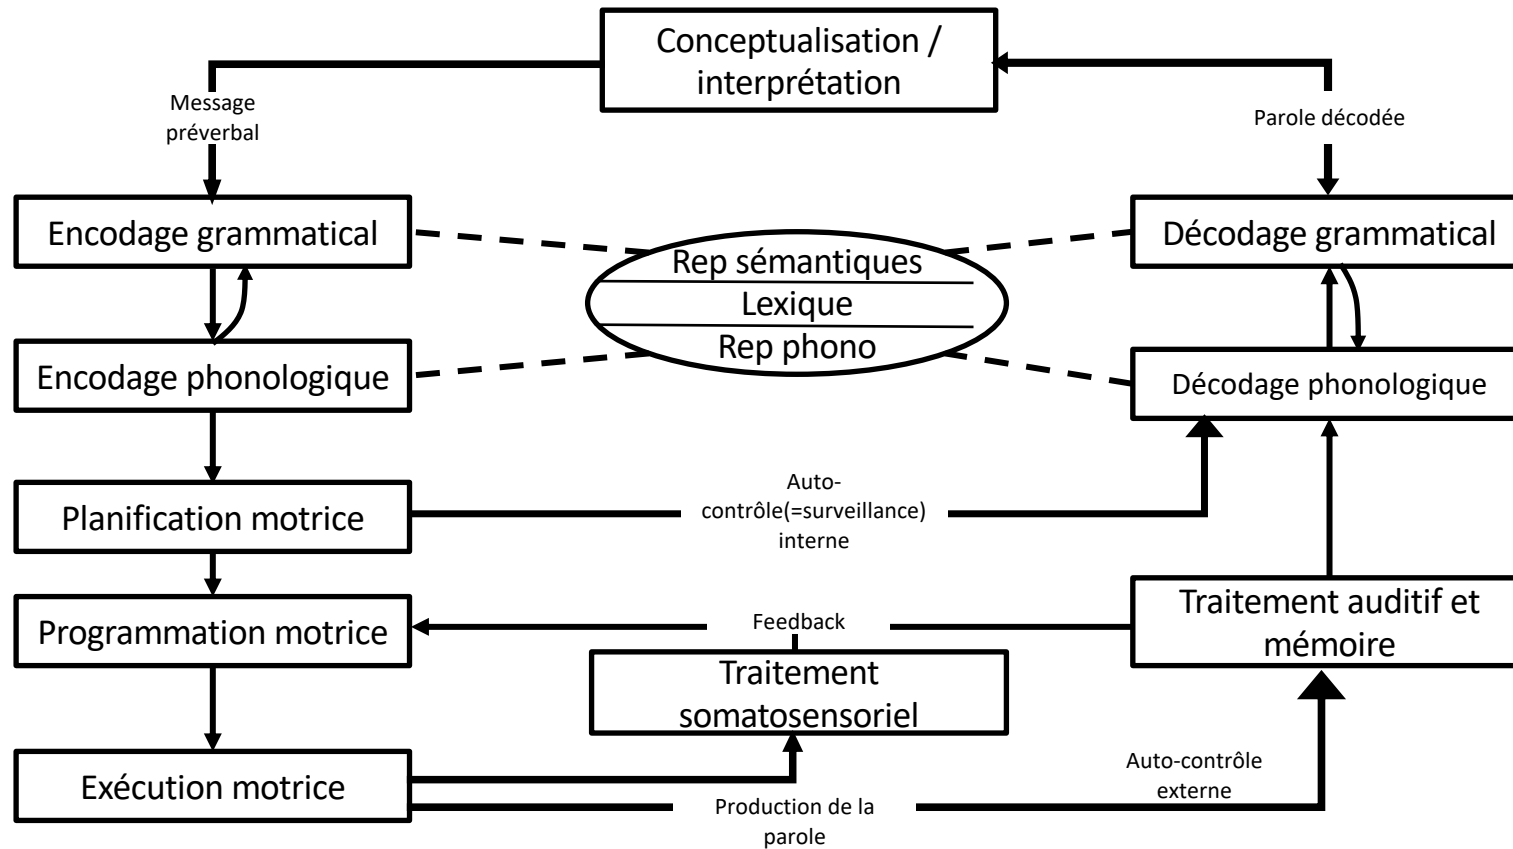 Conceptualisation /
interprétation
Message
préverbal
Parole décodée
Encodage grammatical
Rep sémantiques
Lexique
Rep phono
Décodage grammatical
Encodage phonologique
Décodage phonologique
Planification motrice
Auto-
contrôle(=surveillance)
interne
Programmation motrice
Feedback
Traitement auditif et
mémoire
Traitement
somatosensoriel
Exécution motrice
Production de la
parole
Auto-contrôle
externe